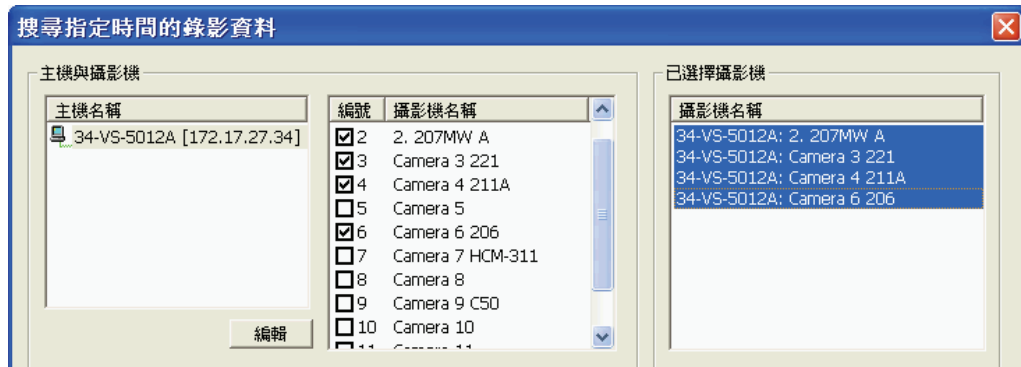 搜尋指定時間的錄影資料
主機與攝影機
主機名稱
34-VS-5012A [172.17.27.34]
編輯
編號 攝影機名稱
2 2. 207MW A
3 Camera 3 221
4 Camera 4 211A
5 Camera 5
6 Camera 6 206
7 Camera 7 HCM-311
8 Camera 8
9 Camera 9 C50
10 Camera 10
已選擇攝影機
攝影機名稱
34-VS-5012A: 2. 207MW A
34-VS-5012A: Camera 3 221
34-VS-5012A: Camera 4 211A
34-VS-5012A: Camera 6 206